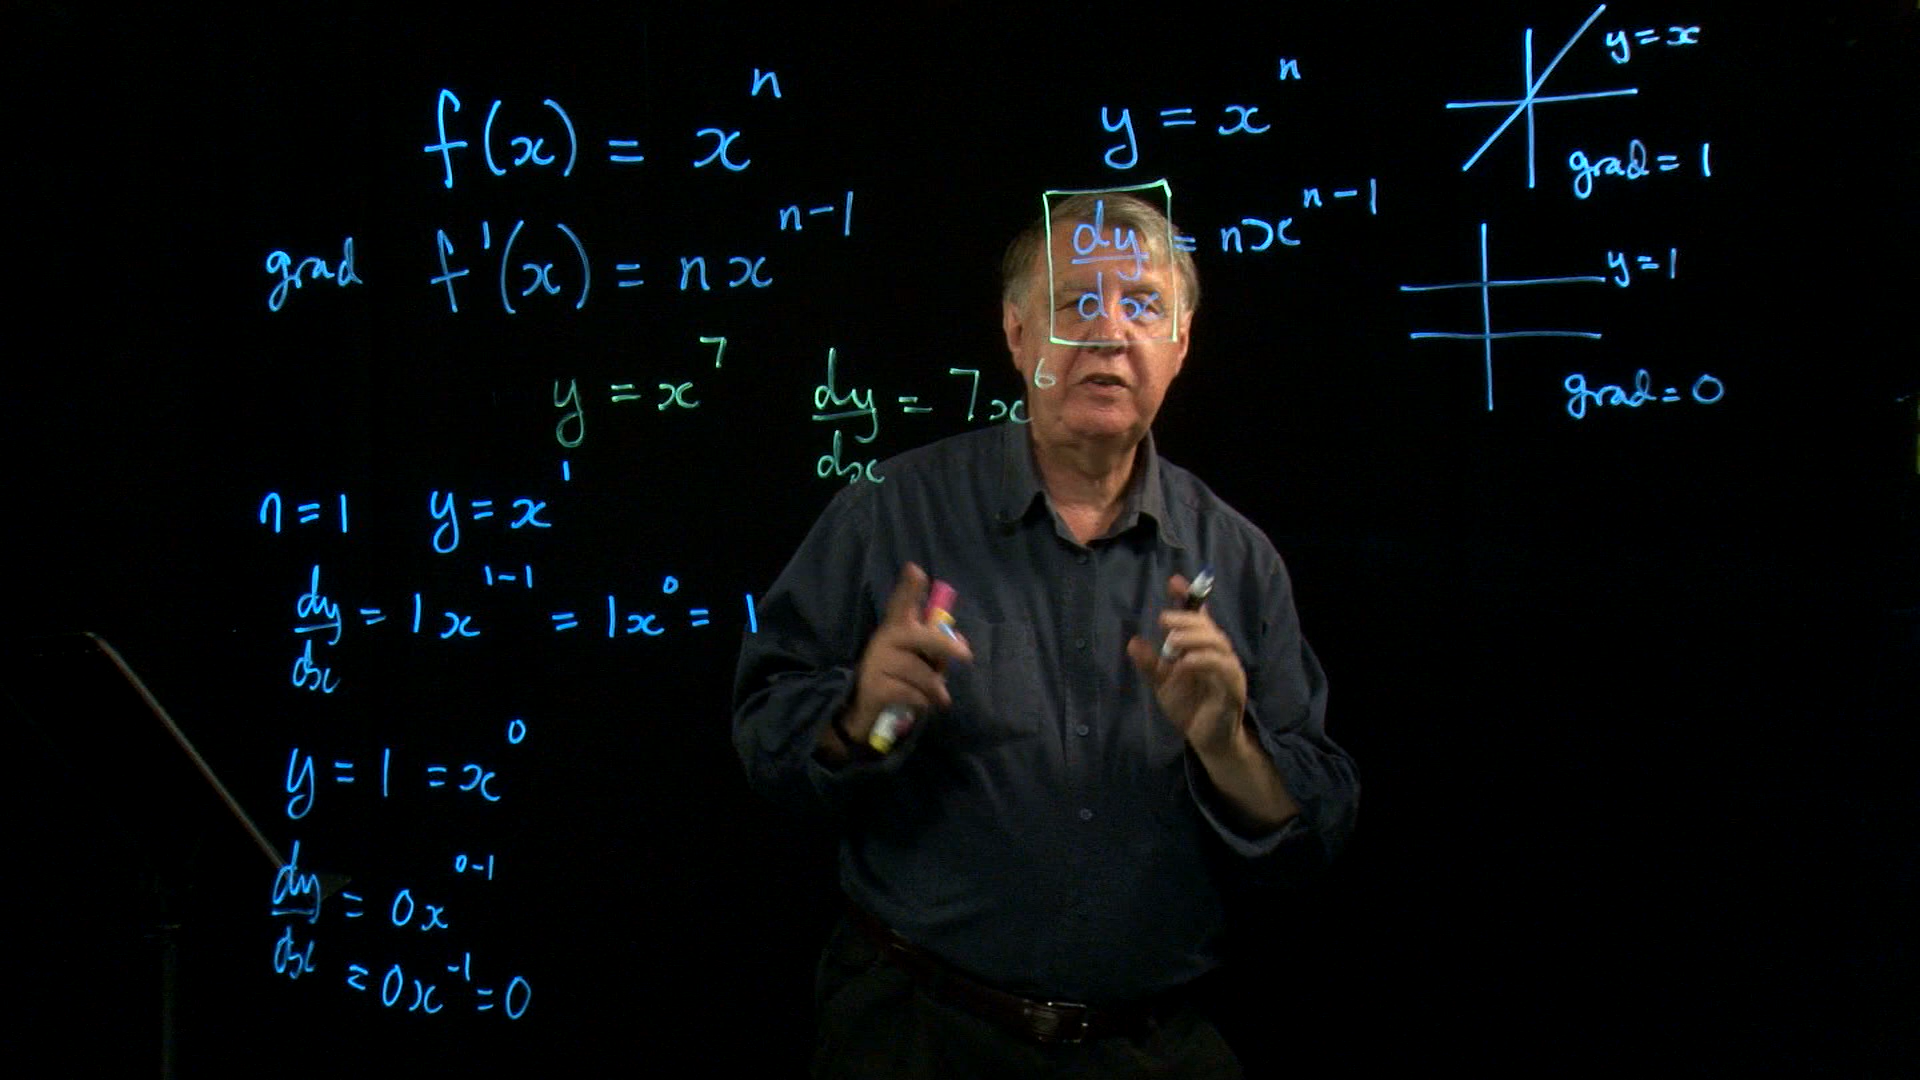 f(x) = x^n
grad f'(x) = nx^{n-1}
y = x^7 dy/dx = 7x^6
n = 1 y = x^1
dy/dx = 1x^{1-1} = 1x^0 = 1
y = 1 = x^0
dy/dx = 0x^{0-1}
= 0x^{-1} = 0
y = x^n
dy/dx = nx^{n-1}
y = x
grad = 1
y = 1
grad = 0